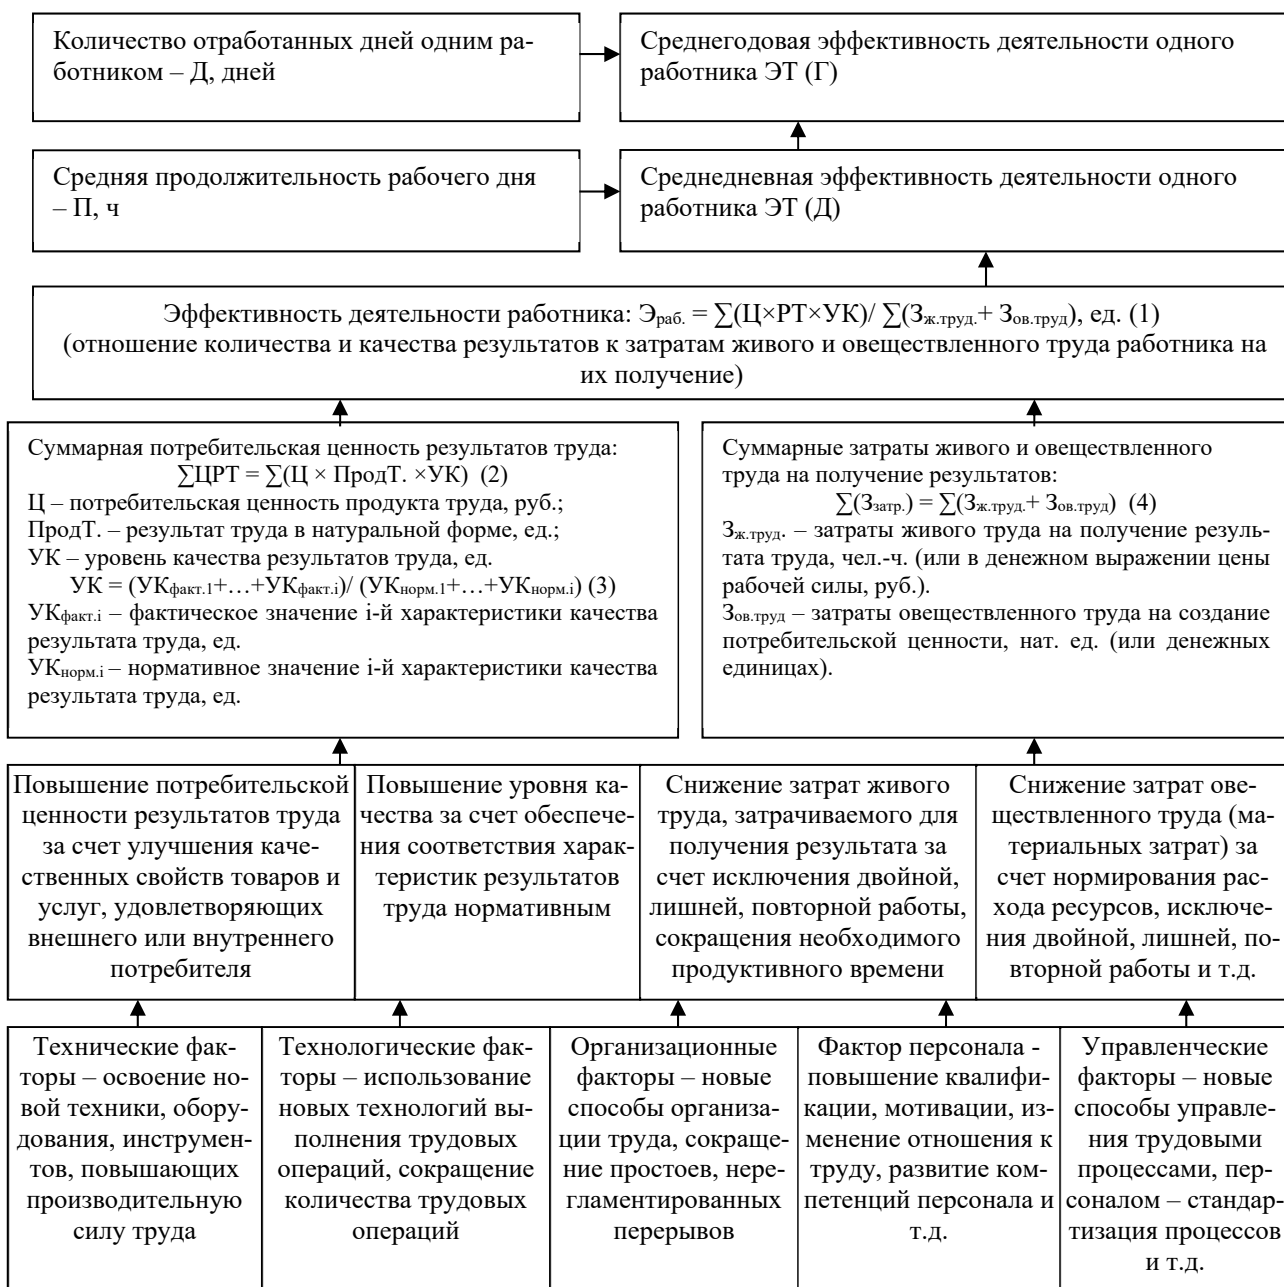 Количество отработанных дней одним ра-
ботником – Д, дней
Среднегодовая эффективность деятельности одного
работника ЭТ (Г)
Средняя продолжительность рабочего дня
– П, ч
Среднедневная эффективность деятельности одного
работника ЭТ (Д)
Эффективность деятельности работника: Эраб. = ∑(Ц×РТ×УК)/ ∑(Зж.труд.+ Зов.труд), ед. (1)
(отношение количества и качества результатов к затратам живого и овеществленного труда работника на
их получение)
Суммарная потребительская ценность результатов труда:
∑ЦРТ = ∑(Ц × ПродТ. ×УК) (2)
Ц – потребительская ценность продукта труда, руб.;
ПродТ. – результат труда в натуральной форме, ед.;
УК – уровень качества результатов труда, ед.
УК = (УКфакт.1+…+УКфакт.i)/ (УКнорм.1+…+УКнорм.i) (3)
УКфакт.i – фактическое значение i-й характеристики качества
результата труда, ед.
УКнорм.i – нормативное значение i-й характеристики качества
результата труда, ед.
Суммарные затраты живого и овеществленного
труда на получение результатов:
∑(Ззатр.) = ∑(Зж.труд.+ Зов.труд) (4)
Зж.труд. – затраты живого труда на получение резуль-
тата труда, чел.-ч. (или в денежном выражении цены
рабочей силы, руб.).
Зов.труд – затраты овеществленного труда на создание
потребительской ценности, нат. ед. (или денежных
единицах).
Повышение потребительской
ценности результатов труда
за счет улучшения каче-
ственных свойств товаров и
услуг, удовлетворяющих
внешнего или внутреннего
потребителя
Повышение уровня ка-
чества за счет обеспече-
ния соответствия харак-
теристик результатов
труда нормативным
Снижение затрат живого
труда, затрачиваемого для
получения результата за
счет исключения двойной,
лишней, повторной работы,
сокращения необходимого
продуктивного времени
Снижение затрат ове-
ществленного труда (ма-
териальных затрат) за
счет нормирования рас-
хода ресурсов, исключе-
ния двойной, лишней, по-
вторной работы и т.д.
Технические фак-
торы – освоение но-
вой техники, обору-
дования, инструмен-
тов, повышающих
производительную
силу труда
Технологические фак-
торы – использование
новых технологий вы-
полнения трудовых
операций, сокращение
количества трудовых
операций
Организационные
факторы – новые
способы организа-
ции труда, сокраще-
ние простоев, нере-
гламентированных
перерывов
Фактор персонала -
повышение квалифи-
кации, мотивации, из-
менение отношения к
труду, развитие ком-
петенций персонала и
т.д.
Управленческие
факторы – новые
способы управле-
ния трудовыми
процессами, пер-
соналом – стандар-
тизация процессов
и т.д.